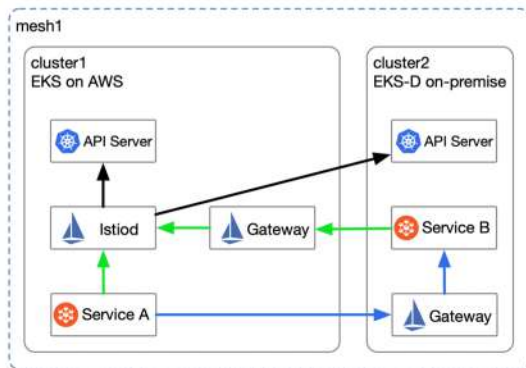 mesh1
cluster1
EKS on AWS
cluster2
EKS-D on-premise
API Server
API Server
Istiod
Gateway
Service B
Service A
Gateway